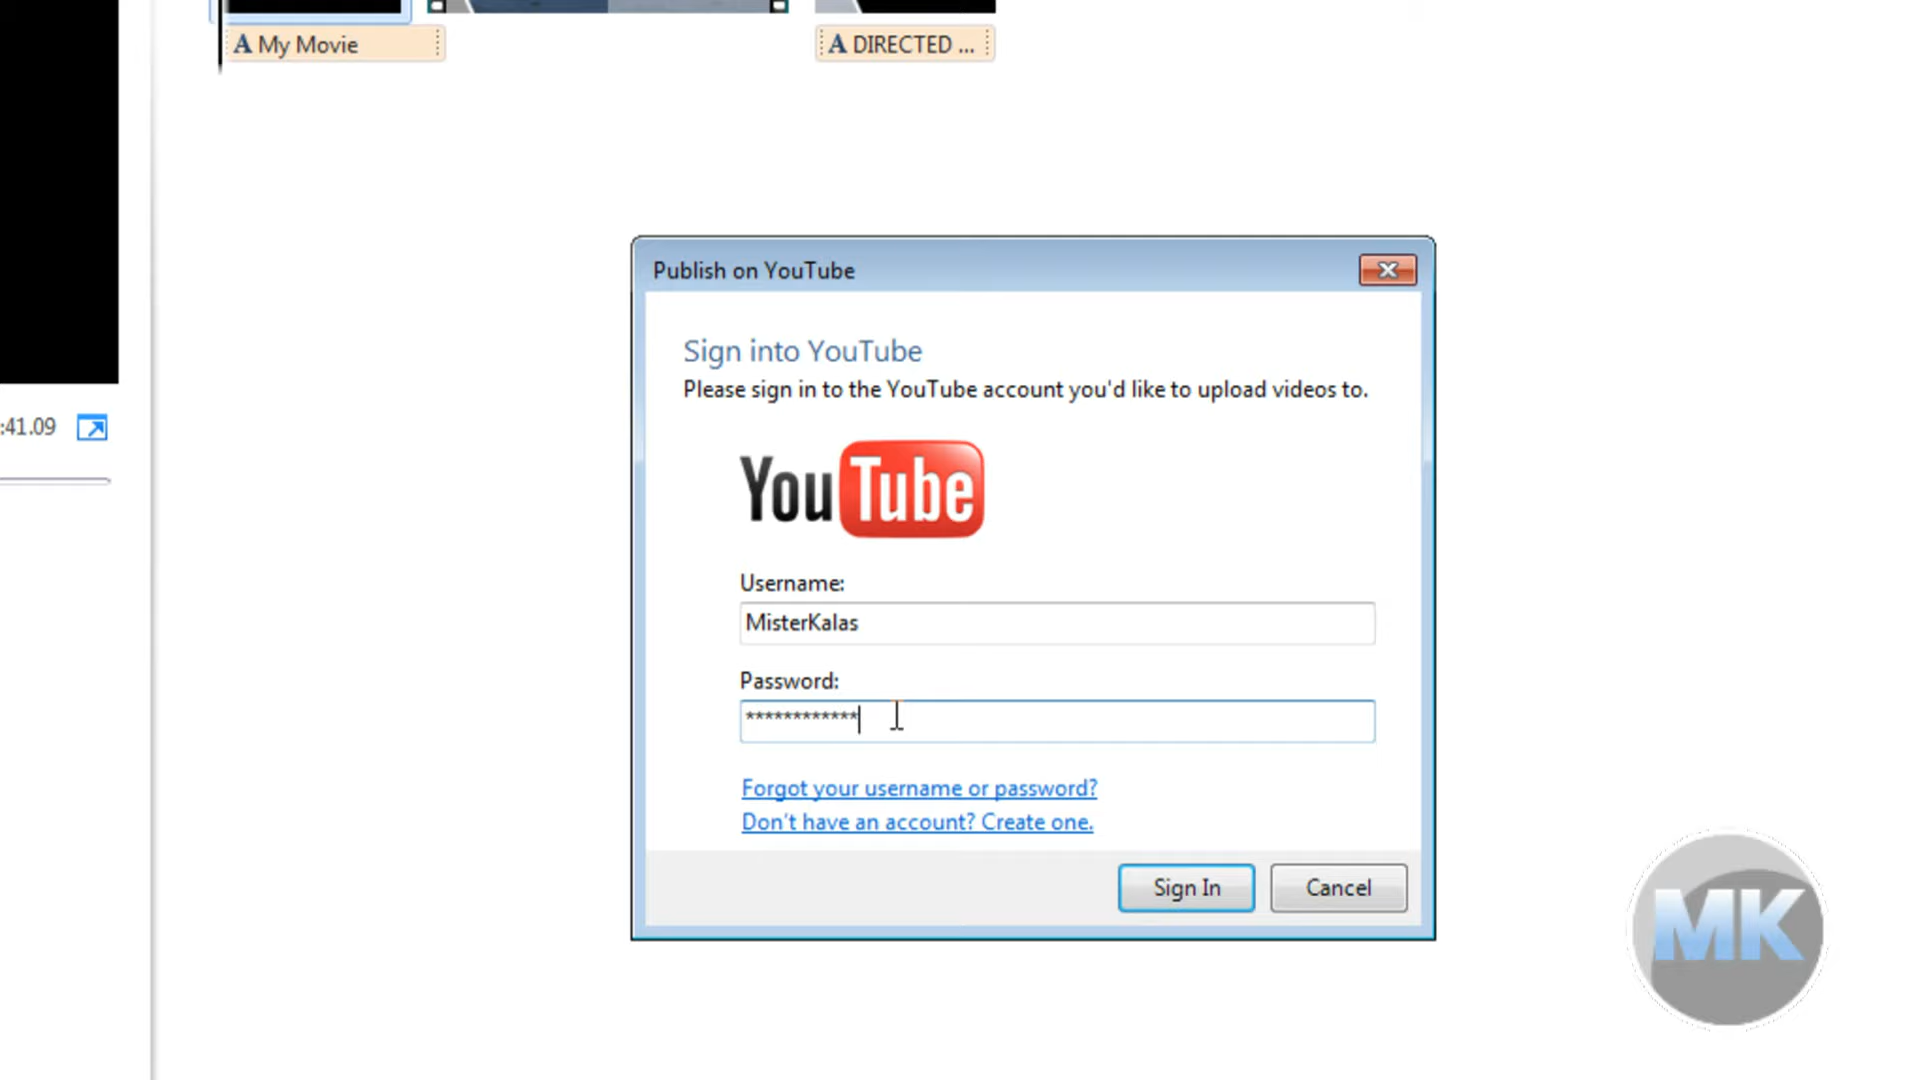 A My Movie
A DIRECTED ...
Publish on YouTube
Sign into YouTube
Please sign in to the YouTube account you'd like to upload videos to.
:41.09
YouTube
Username:
MisterKalas
Password:
************
Forgot your username or password?
Don't have an account? Create one.
Sign In
Cancel
MK